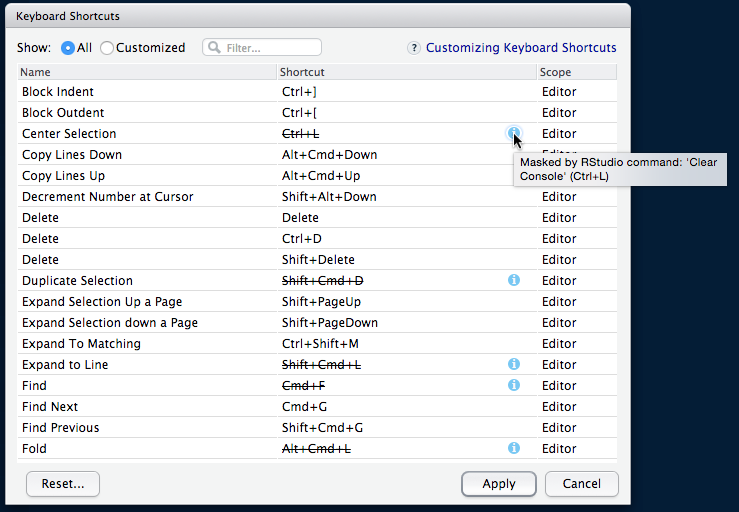 Keyboard Shortcuts
Show: All Customized Filter... ? Customizing Keyboard Shortcuts
Name Shortcut Scope
Block Indent Ctrl+] Editor
Block Outdent Ctrl+[ Editor
Center Selection Ctrl+L i Editor
Copy Lines Down Alt+Cmd+Down Editor
Masked by RStudio command: 'Clear
Console' (Ctrl+L)
Copy Lines Up Alt+Cmd+Up
Decrement Number at Cursor Shift+Alt+Down Editor
Delete Delete Editor
Delete Ctrl+D Editor
Delete Shift+Delete Editor
Duplicate Selection Shift+Cmd+D i Editor
Expand Selection Up a Page Shift+PageUp Editor
Expand Selection down a Page Shift+PageDown Editor
Expand To Matching Ctrl+Shift+M Editor
Expand to Line Shift+Cmd+L i Editor
Find Cmd+F i Editor
Find Next Cmd+G Editor
Find Previous Shift+Cmd+G Editor
Fold Alt+Cmd+L i Editor
Reset... Apply Cancel